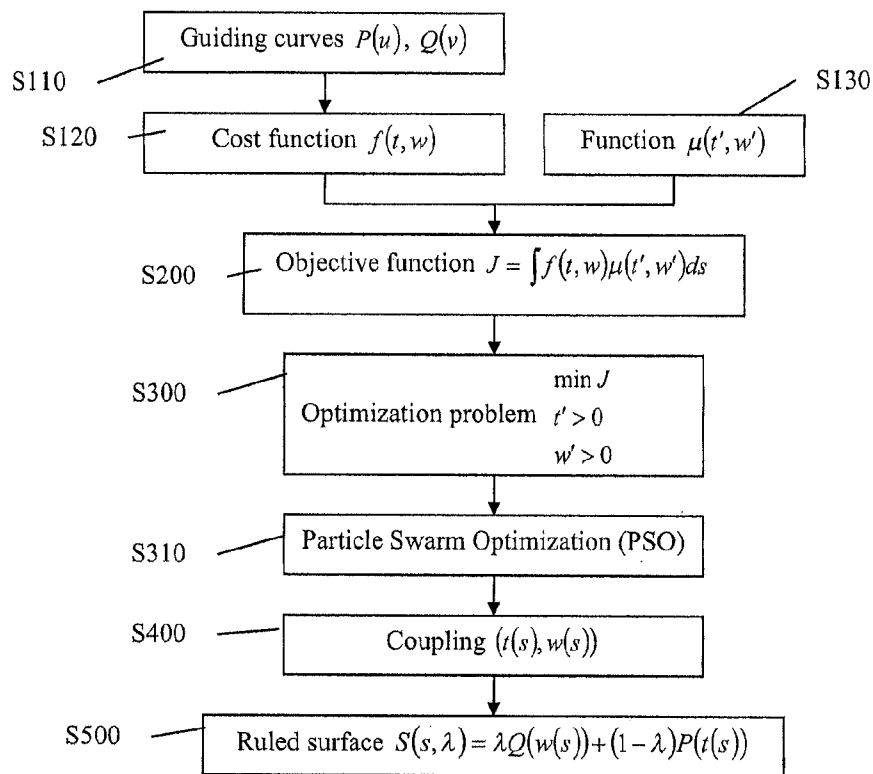 Guiding curves P(u), Q(v)
S110
S130
S120
Cost function f(t, w)
Function μ(t′, w′)
S200
Objective function J = ∫f(t, w)μ(t′, w′)ds
S300
min J
Optimization problem t′ > 0
w′ > 0
S310
Particle Swarm Optimization (PSO)
S400
Coupling (t(s), w(s))
S500
Ruled surface S(s, λ) = λQ(w(s)) + (1 − λ)P(t(s))